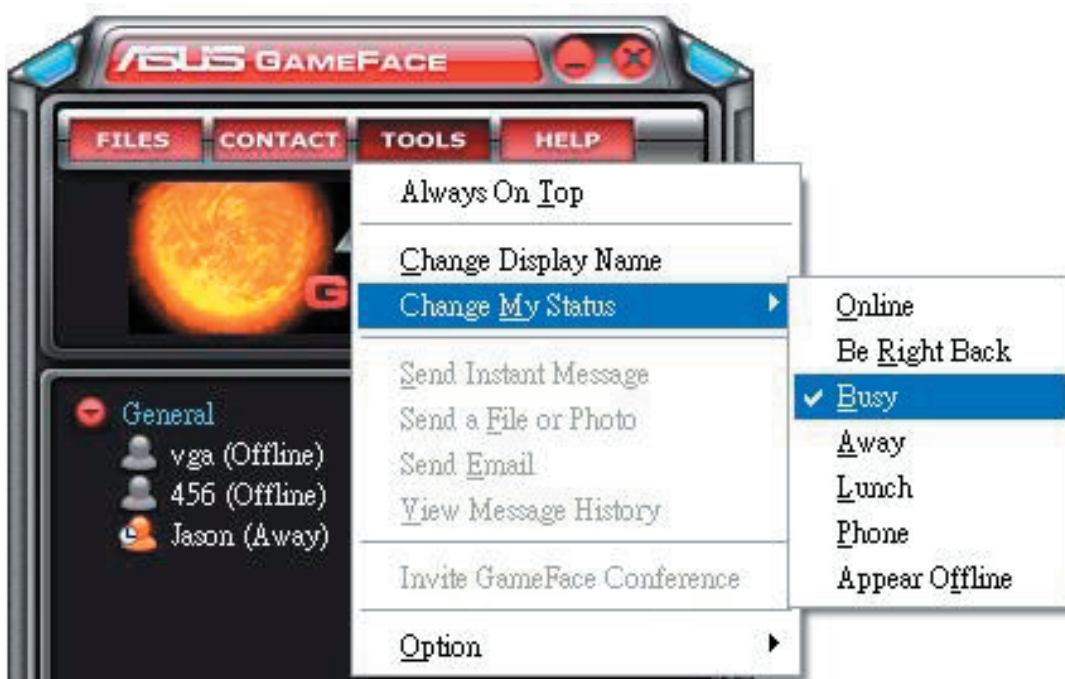 ASUS GAMEFACE
FILES CONTACT TOOLS HELP
G
Always On Top
Change Display Name
Change My Status
Send Instant Message
Send a File or Photo
Send Email
View Message History
Invite GameFace Conference
Option
Online
Be Right Back
Busy
Away
Lunch
Phone
Appear Offline
General
vga (Offline)
456 (Offline)
Jason (Away)